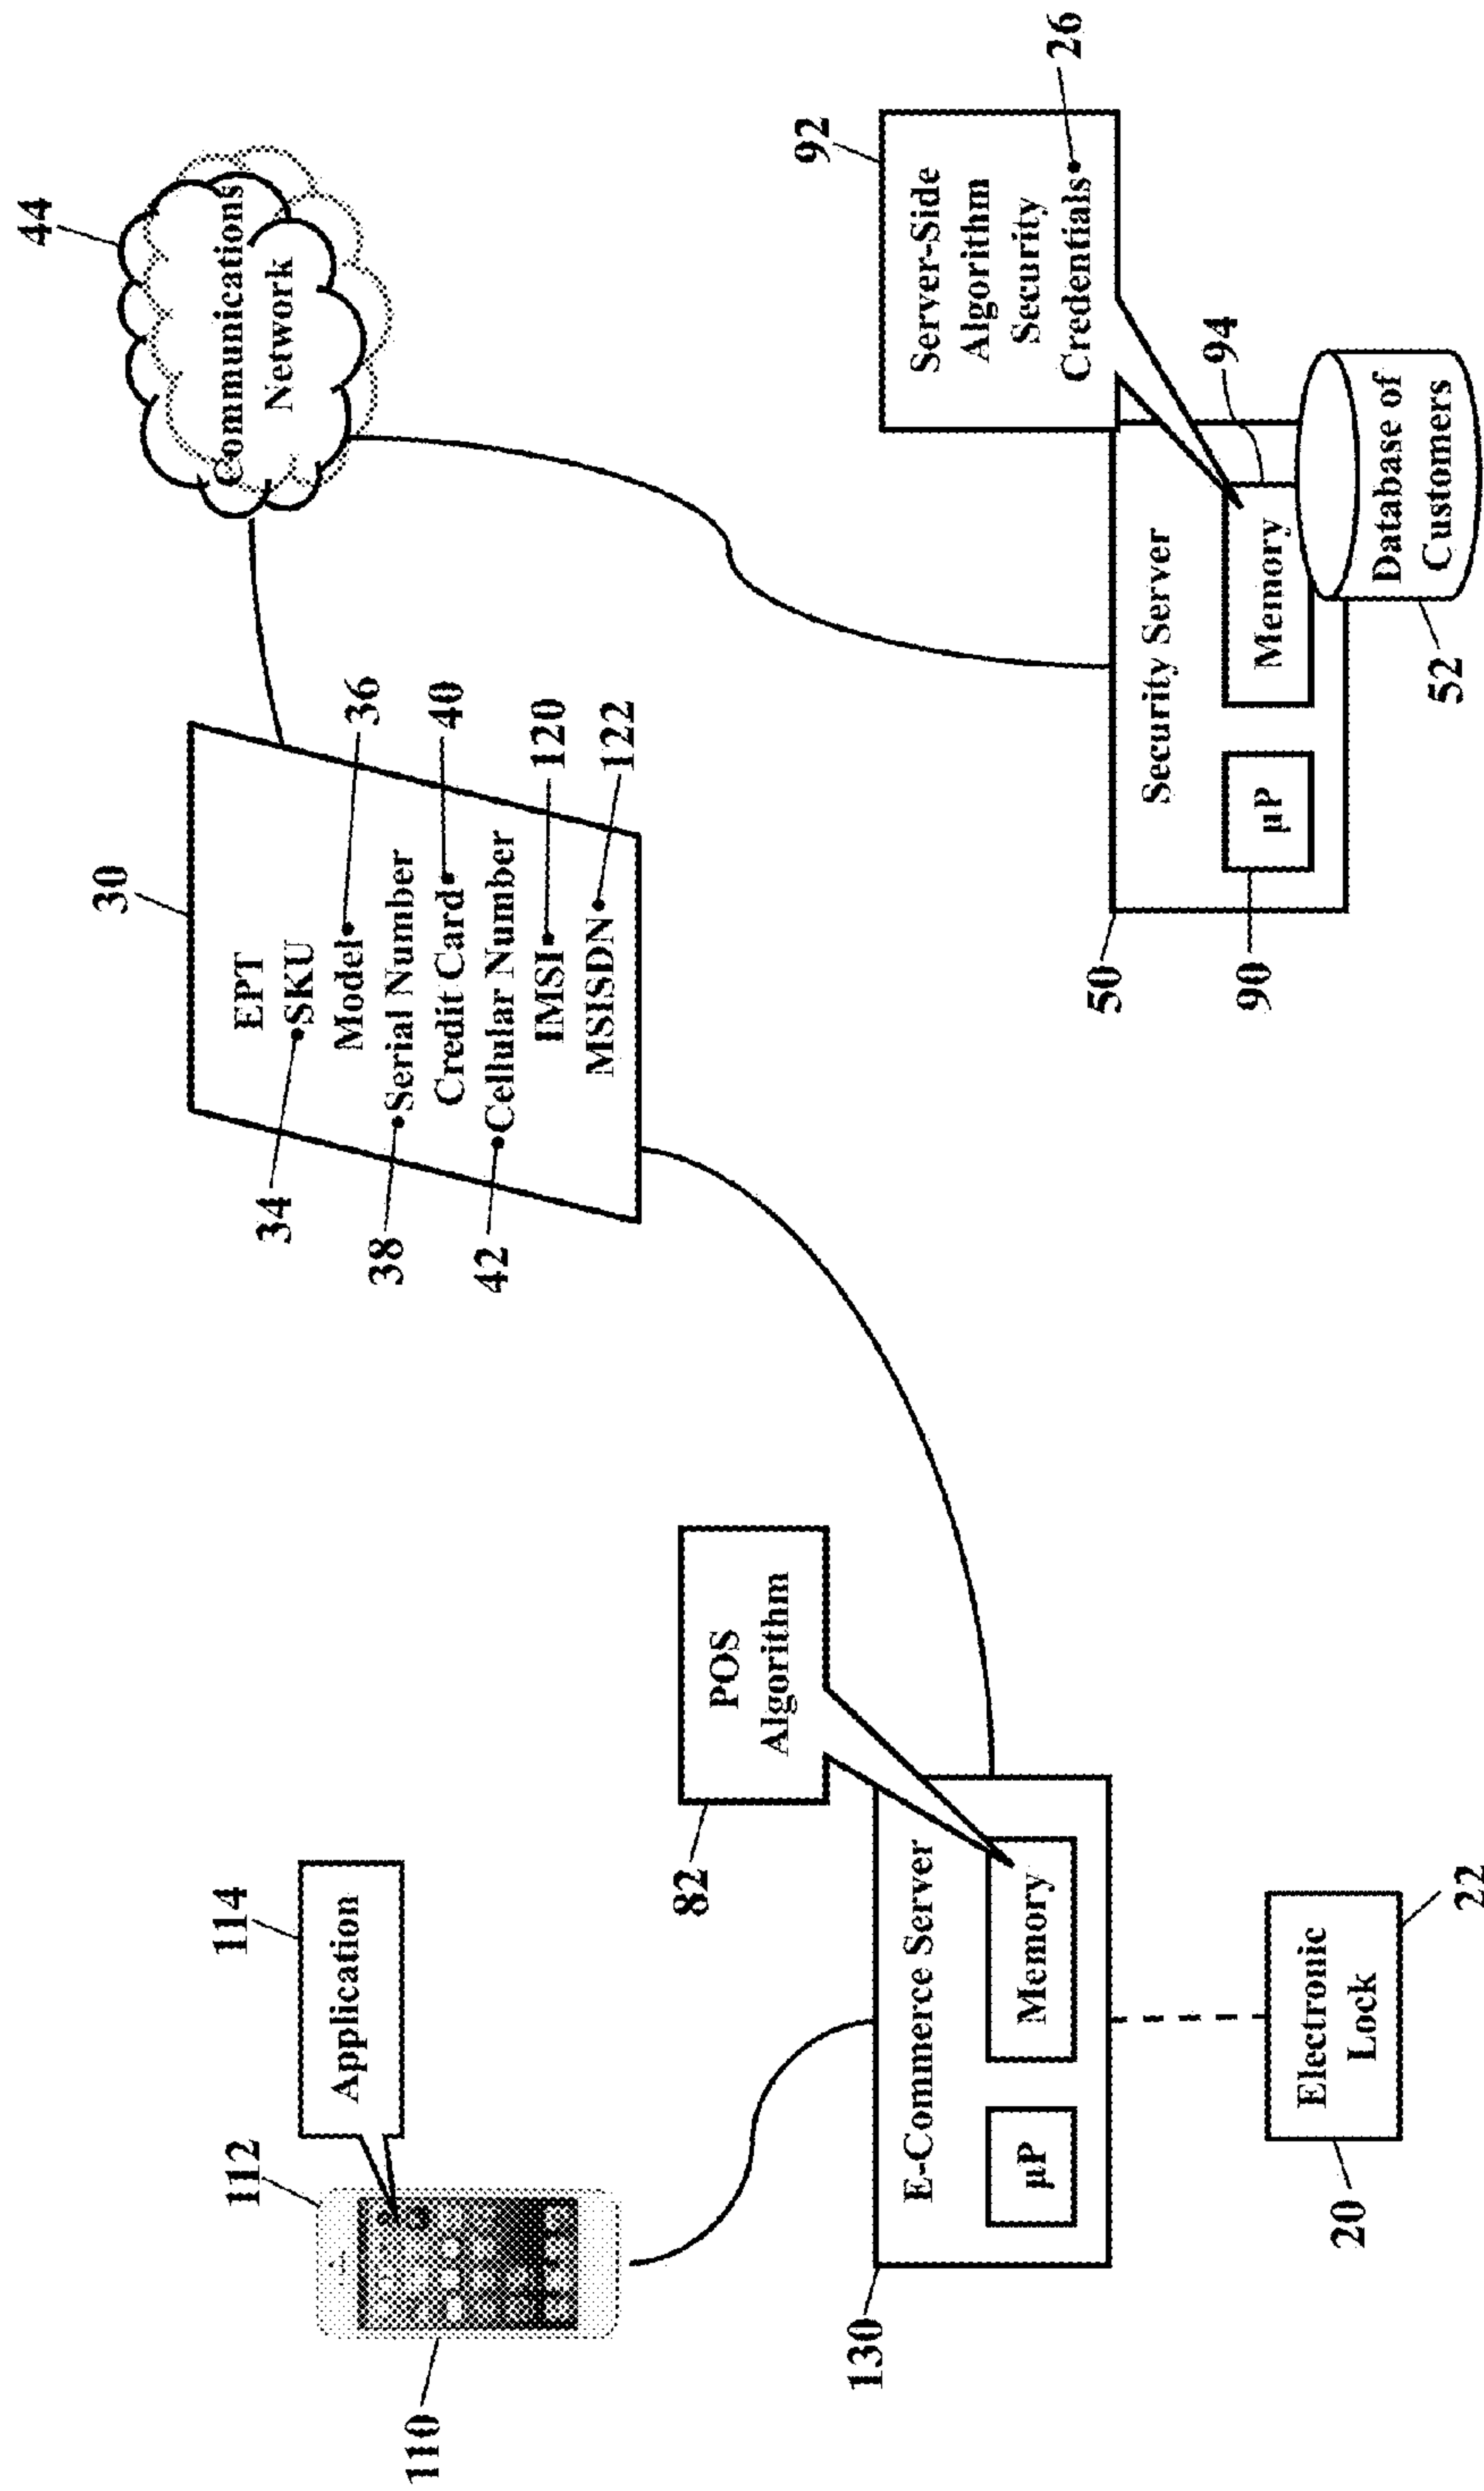 112
114
Application
110
82
POS
Algorithm
130
E-Commerce Server
μP
Memory
20
Electronic
Lock
22
30
EPT
34
SKU
Model
36
38
Serial Number
Credit Card
40
42
Cellular Number
IMSI
120
MSISDN
122
44
Communications
Network
92
Server-Side
Algorithm
Security
Credentials
26
50
Security Server
90
μP
Memory
94
52
Database of
Customers